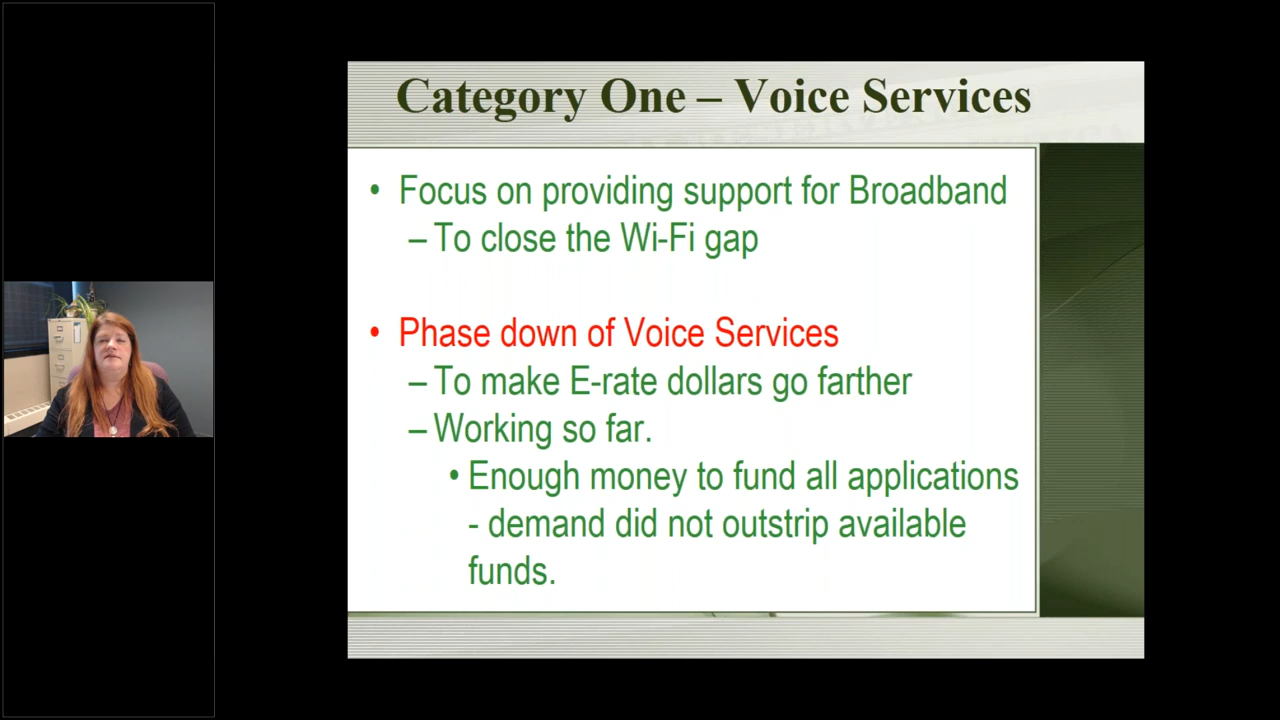 Category One – Voice Services
• Focus on providing support for Broadband
– To close the Wi-Fi gap
• Phase down of Voice Services
– To make E-rate dollars go farther
– Working so far.
• Enough money to fund all applications
- demand did not outstrip available
funds.